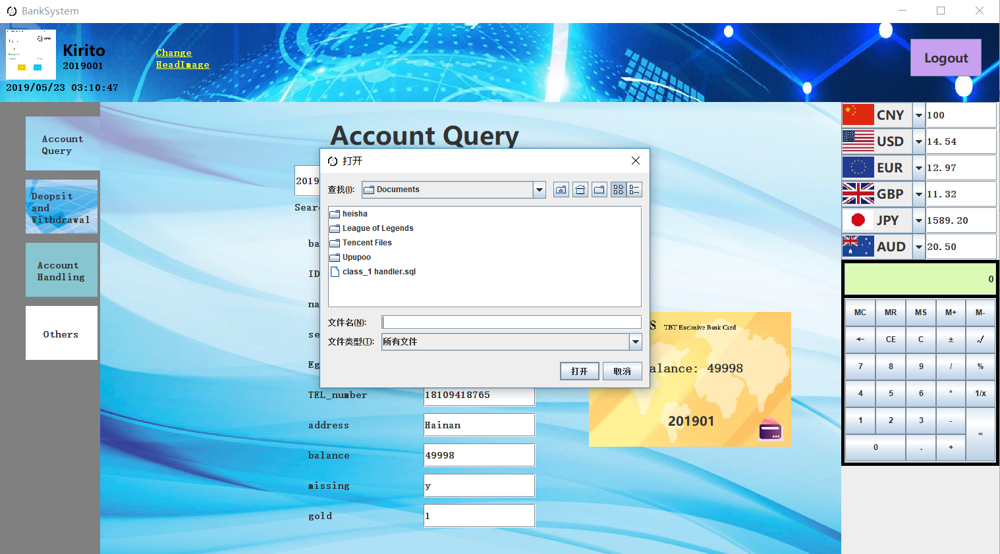 BankSystem
Kirito
2019001
2019/05/23 03:10:47
Change
HeadImage
Logout
Account
Query
Deopsit
and
Withdrawal
Account
Handling
Others
Account Query
2019
Sear
ba
ID
na
se
Eg
TEL_number
18109418765
address
Hainan
balance
49998
missing
y
gold
1
打开
查找(I):
Documents
heisha
League of Legends
Tencent Files
Upupoo
class_1 handler.sql
文件名(N):
文件类型(T):
所有文件
打开
取消
S TBT Exclusive Bank Card
alance: 49998
201901
CNY 100
USD 14.54
EUR 12.97
GBP 11.32
JPY 1589.20
AUD 20.50
0
MC MR MS M+ M-
← CE C ± √
7 8 9 / %
4 5 6 * 1/x
1 2 3 - =
0 . +